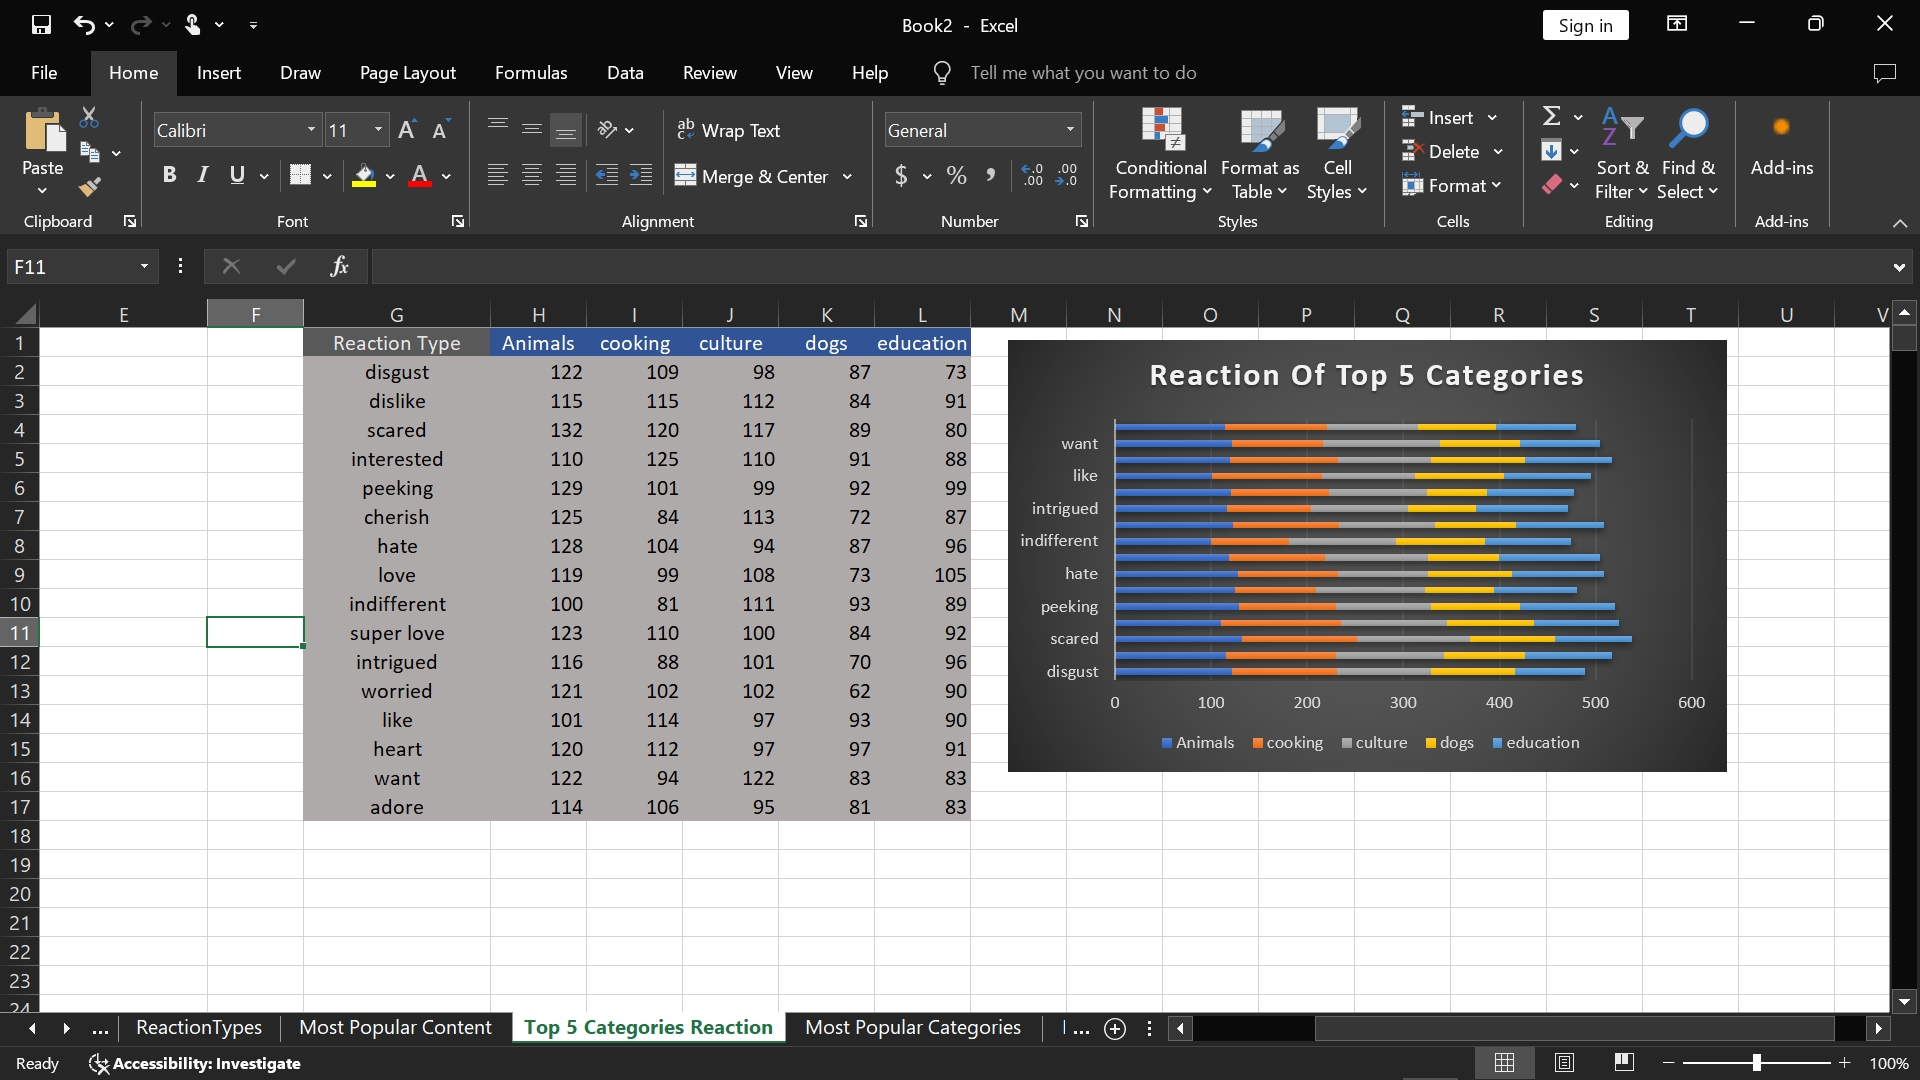 Book2 - Excel
Sign in
File Home Insert Draw Page Layout Formulas Data Review View Help Tell me what you want to do
Paste
Clipboard
Calibri 11
B I U
Font
ab Wrap Text
Merge & Center
Alignment
General
$ % ,
Number
Conditional Formatting
Format as Table
Cell Styles
Styles
Insert
Delete
Format
Cells
Sort & Filter
Find & Select
Editing
Add-ins
Add-ins
F11 fx
E F G H I J K L M N O P Q R S T U V
1 Reaction Type Animals cooking culture dogs education
2 disgust 122 109 98 87 73
3 dislike 115 115 112 84 91
4 scared 132 120 117 89 80
5 interested 110 125 110 91 88
6 peeking 129 101 99 92 99
7 cherish 125 84 113 72 87
8 hate 128 104 94 87 96
9 love 119 99 108 73 105
10 indifferent 100 81 111 93 89
11 super love 123 110 100 84 92
12 intrigued 116 88 101 70 96
13 worried 121 102 102 62 90
14 like 101 114 97 93 90
15 heart 120 112 97 97 91
16 want 122 94 122 83 83
17 adore 114 106 95 81 83
18
19
20
21
22
23
24
Reaction Of Top 5 Categories
want
like
intrigued
indifferent
hate
peeking
scared
disgust
0 100 200 300 400 500 600
Animals cooking culture dogs education
... ReactionTypes Most Popular Content Top 5 Categories Reaction Most Popular Categories ...
Ready Accessibility: Investigate 100%